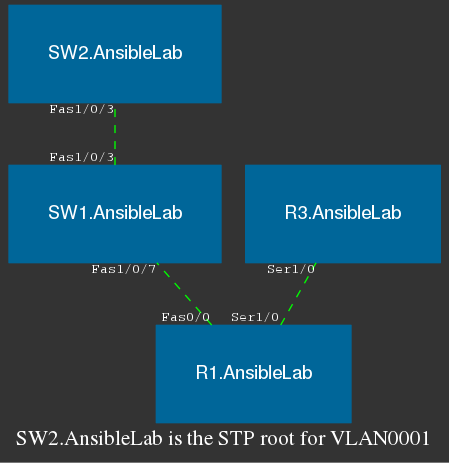 SW2.AnsibleLab
Fas1/0/3
Fas1/0/3
SW1.AnsibleLab
R3.AnsibleLab
Fas1/0/7
Ser1/0
Fas0/0
Ser1/0
R1.AnsibleLab
SW2.AnsibleLab is the STP root for VLAN0001